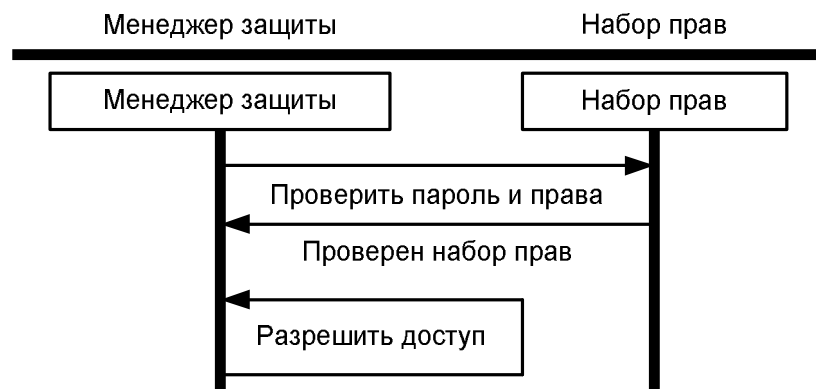 Менеджер защиты
Набор прав
Менеджер защиты
Набор прав
Проверить пароль и права
Проверен набор прав
Разрешить доступ